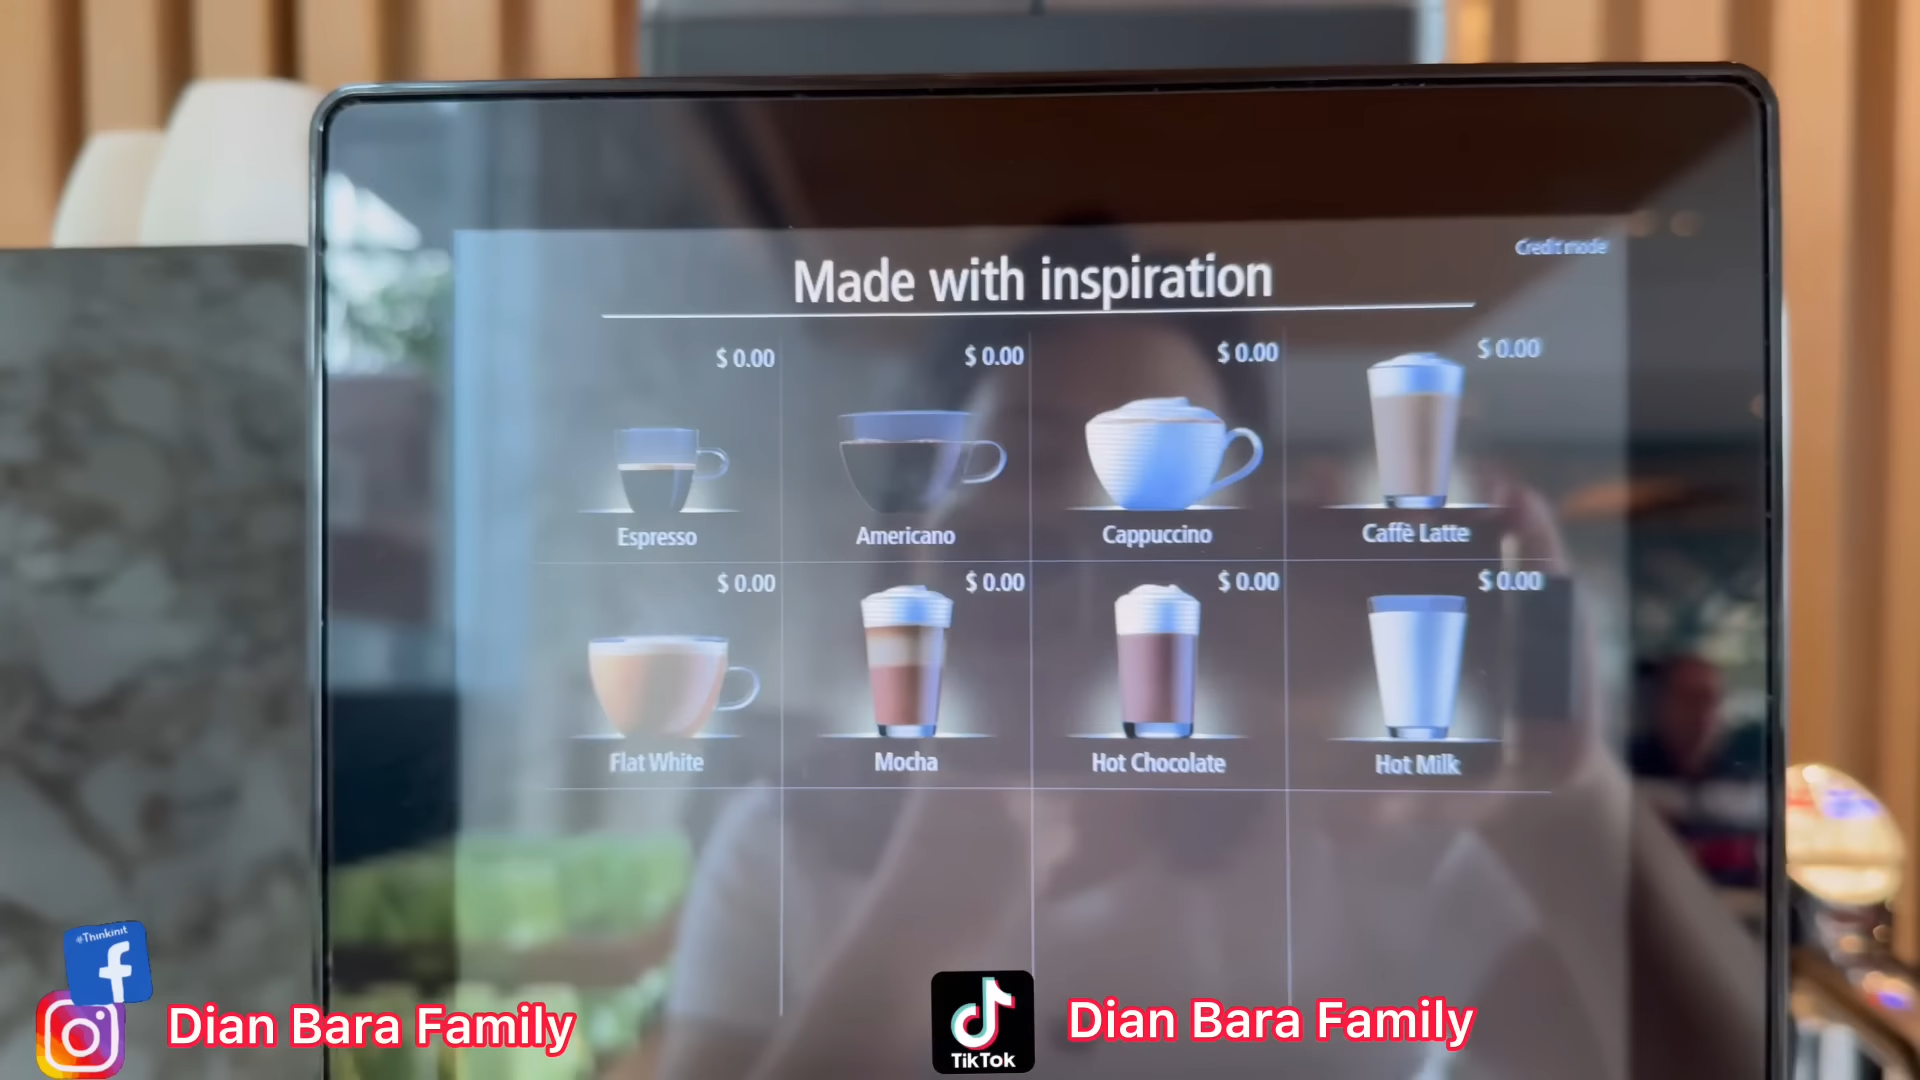 Credit mode
Made with inspiration
$ 0.00
$ 0.00
$ 0.00
$ 0.00
Espresso
Americano
Cappuccino
Caffè Latte
$ 0.00
$ 0.00
$ 0.00
$ 0.00
Flat White
Mocha
Hot Chocolate
Hot Milk
#Thinkinit
f
Dian Bara Family
TikTok
Dian Bara Family